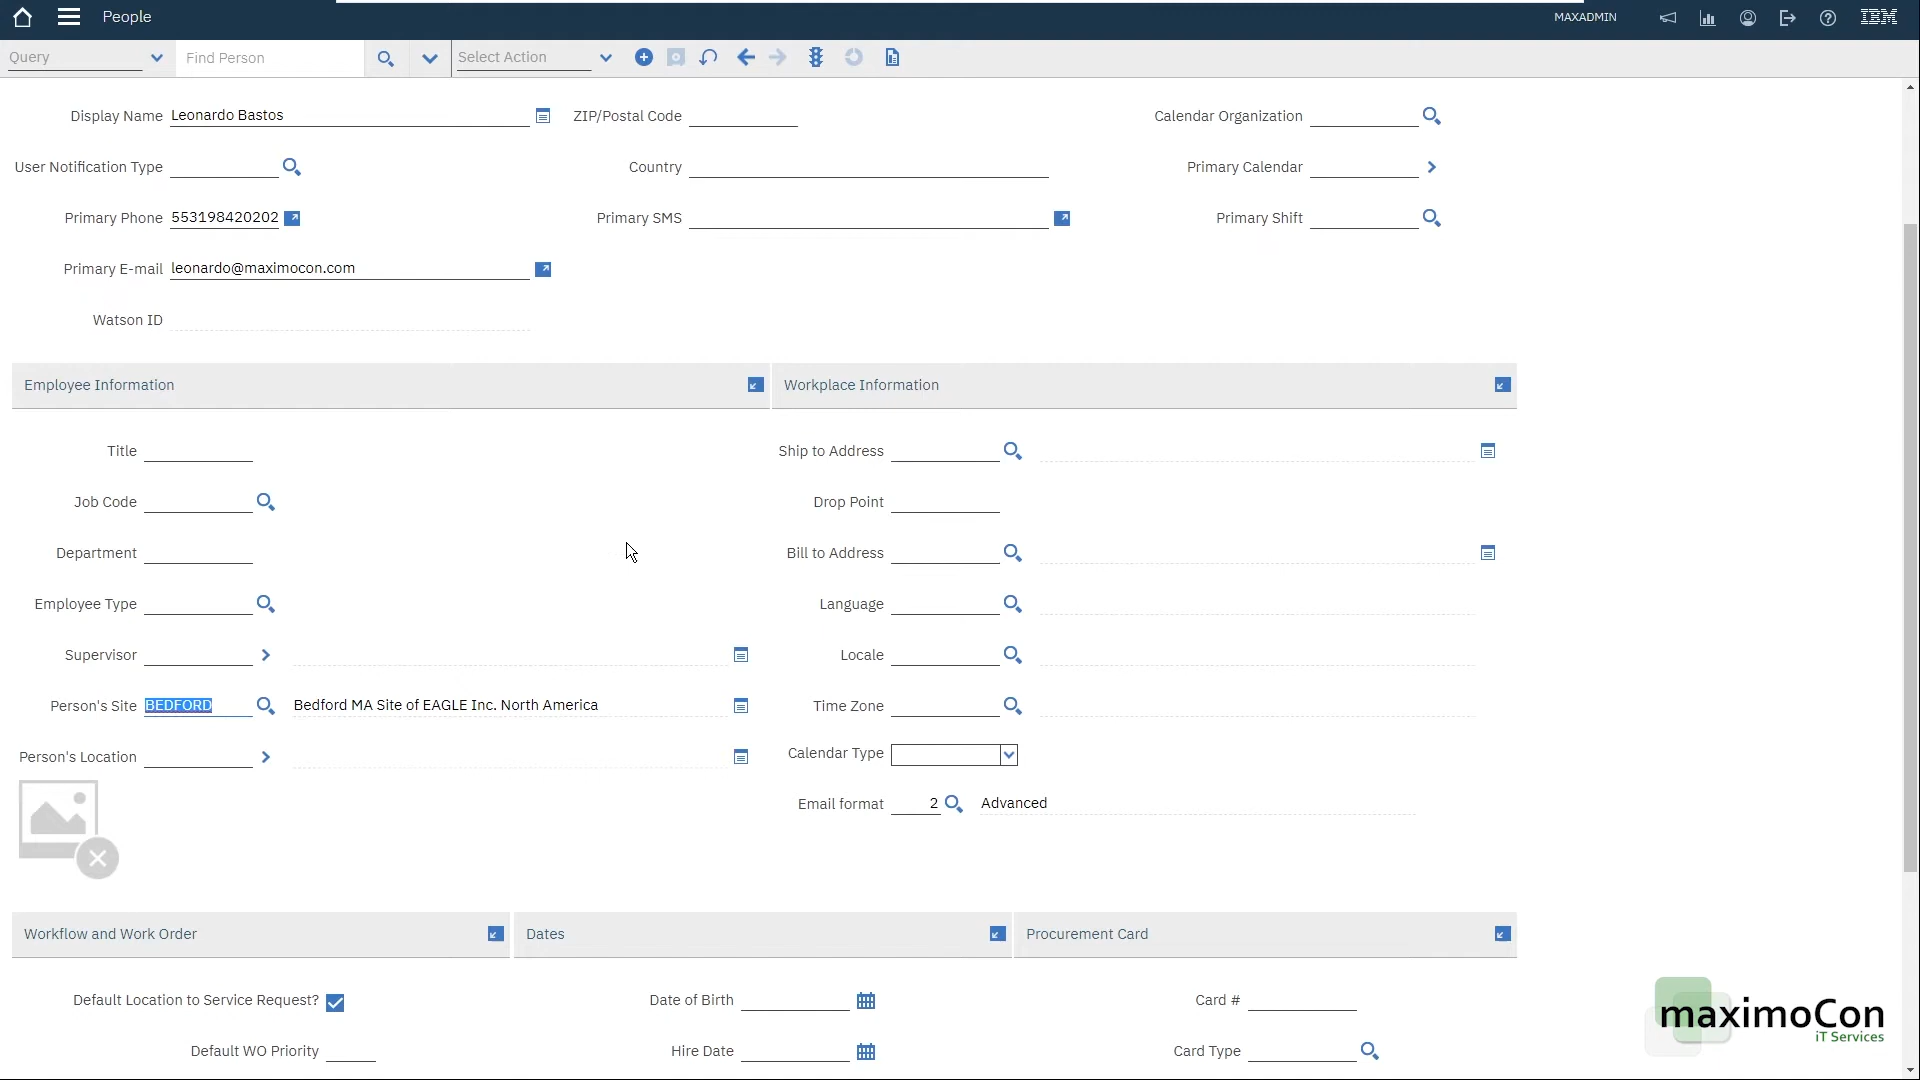 People
MAXADMIN
IBM
Query
Find Person
Select Action
Display Name Leonardo Bastos
ZIP/Postal Code
Calendar Organization
User Notification Type
Country
Primary Calendar
Primary Phone 553198420202
Primary SMS
Primary Shift
Primary E-mail leonardo@maximocon.com
Watson ID
Employee Information
Workplace Information
Title
Ship to Address
Job Code
Drop Point
Department
Bill to Address
Employee Type
Language
Supervisor
Locale
Person's Site BEDFORD Bedford MA Site of EAGLE Inc. North America
Time Zone
Person's Location
Calendar Type
Email format 2 Advanced
Workflow and Work Order
Dates
Procurement Card
Default Location to Service Request?
Date of Birth
Card #
Default WO Priority
Hire Date
Card Type
maximoCon
iT Services